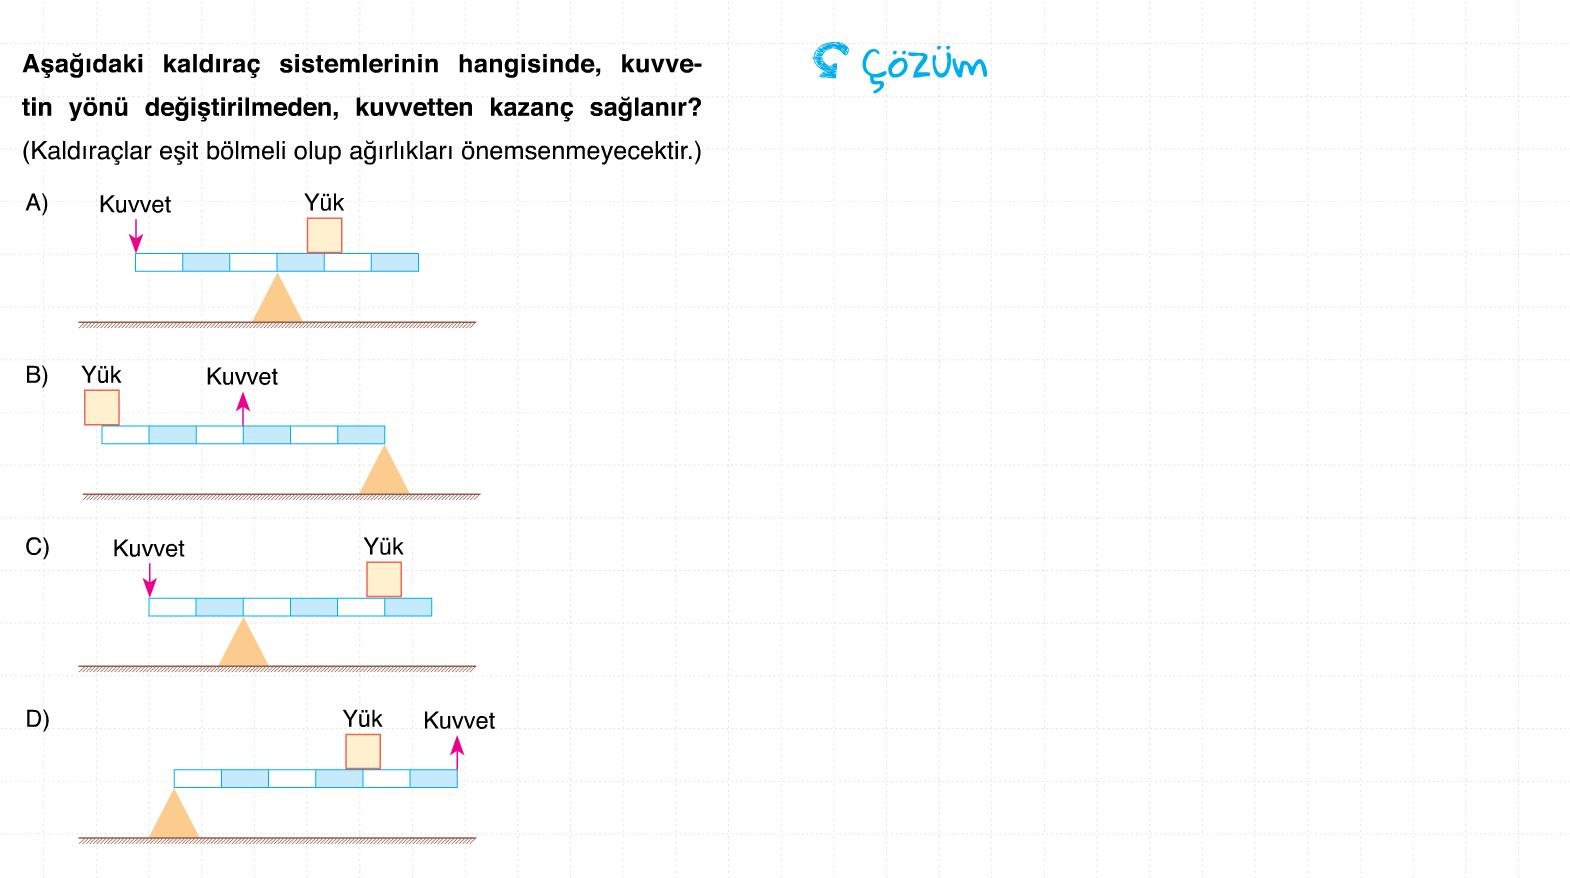 Aşağıdaki kaldıraç sistemlerinin hangisinde, kuvve-
tin yönü değiştirilmeden, kuvvetten kazanç sağlanır?
(Kaldıraçlar eşit bölmeli olup ağırlıkları önemsenmeyecektir.)
ÇÖZÜM
A) Kuvvet Yük
B) Yük Kuvvet
C) Kuvvet Yük
D) Yük Kuvvet